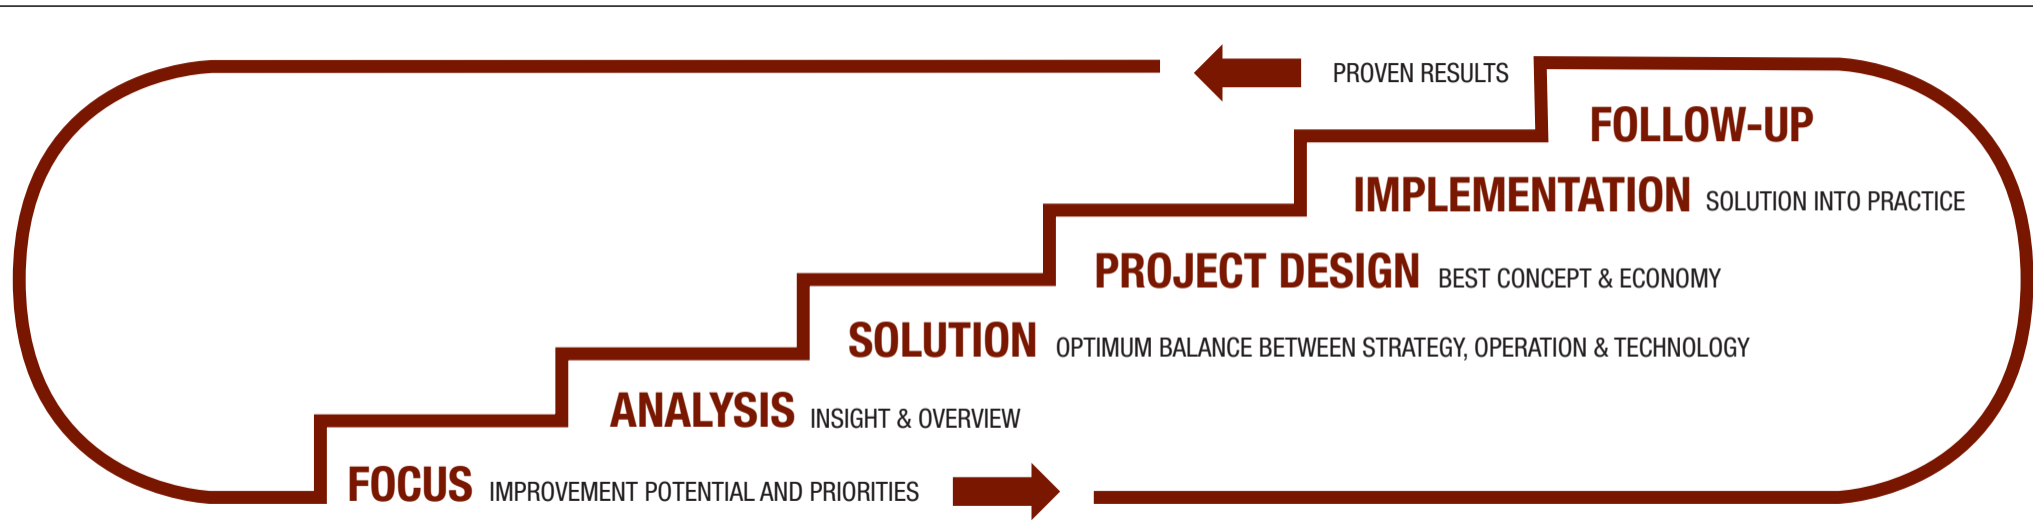 PROVEN RESULTS
FOLLOW-UP
IMPLEMENTATION SOLUTION INTO PRACTICE
PROJECT DESIGN BEST CONCEPT & ECONOMY
SOLUTION OPTIMUM BALANCE BETWEEN STRATEGY, OPERATION & TECHNOLOGY
ANALYSIS INSIGHT & OVERVIEW
FOCUS IMPROVEMENT POTENTIAL AND PRIORITIES